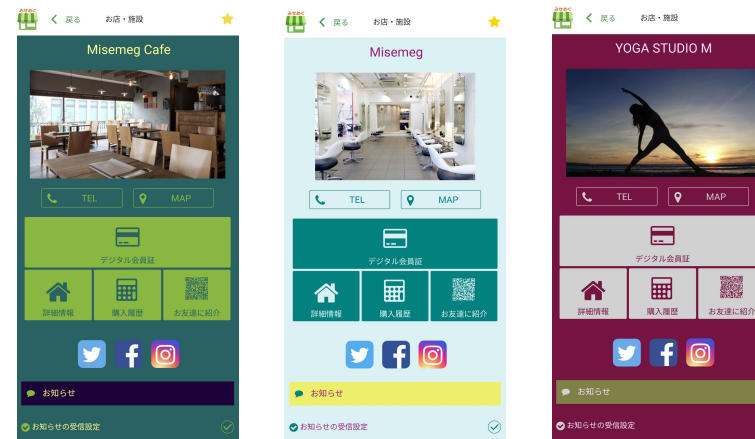 みせめぐ
戻る
お店・施設
Misemeg Cafe
TEL
MAP
デジタル会員証
詳細情報
購入履歴
お友達に紹介
お知らせ
お知らせの受信設定
みせめぐ
戻る
お店・施設
Misemeg
TEL
MAP
デジタル会員証
詳細情報
購入履歴
お友達に紹介
お知らせ
お知らせの受信設定
みせめぐ
戻る
お店・施設
YOGA STUDIO M
TEL
MAP
デジタル会員証
詳細情報
購入履歴
お友達に紹介
お知らせ
お知らせの受信設定